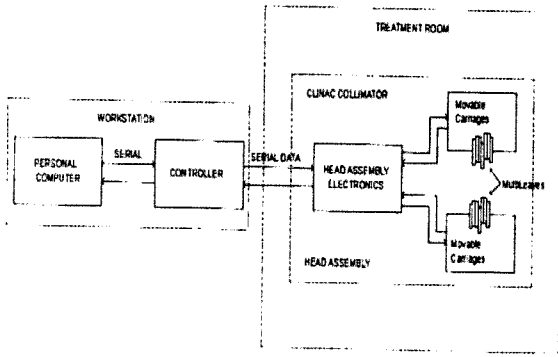 TREATMENT ROOM
CLINAC COLLIMATOR
Movable
Carriages
WORKSTATION
PERSONAL
COMPUTER
SERIAL
CONTROLLER
SERIAL DATA
HEAD ASSEMBLY
ELECTRONICS
MultiLeaves
Movable
Carriages
HEAD ASSEMBLY